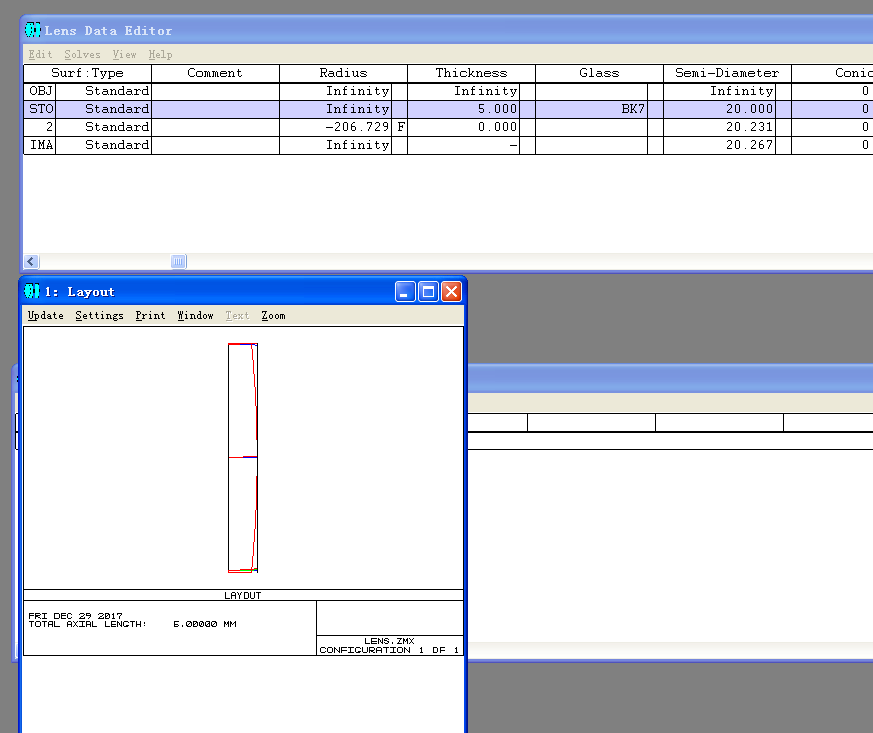 Lens Data Editor
Edit Solves View Help
Surf:Type Comment Radius Thickness Glass Semi-Diameter Conic
OBJ Standard Infinity Infinity Infinity 0
STO Standard Infinity 5.000 BK7 20.000 0
2 Standard -206.729 F 0.000 20.231 0
IMA Standard Infinity - 20.267 0
1: Layout
Update Settings Print Window Text Zoom
LAYOUT
FRI DEC 29 2017
TOTAL AXIAL LENGTH: 5.00000 MM
LENS.ZMX
CONFIGURATION 1 OF 1